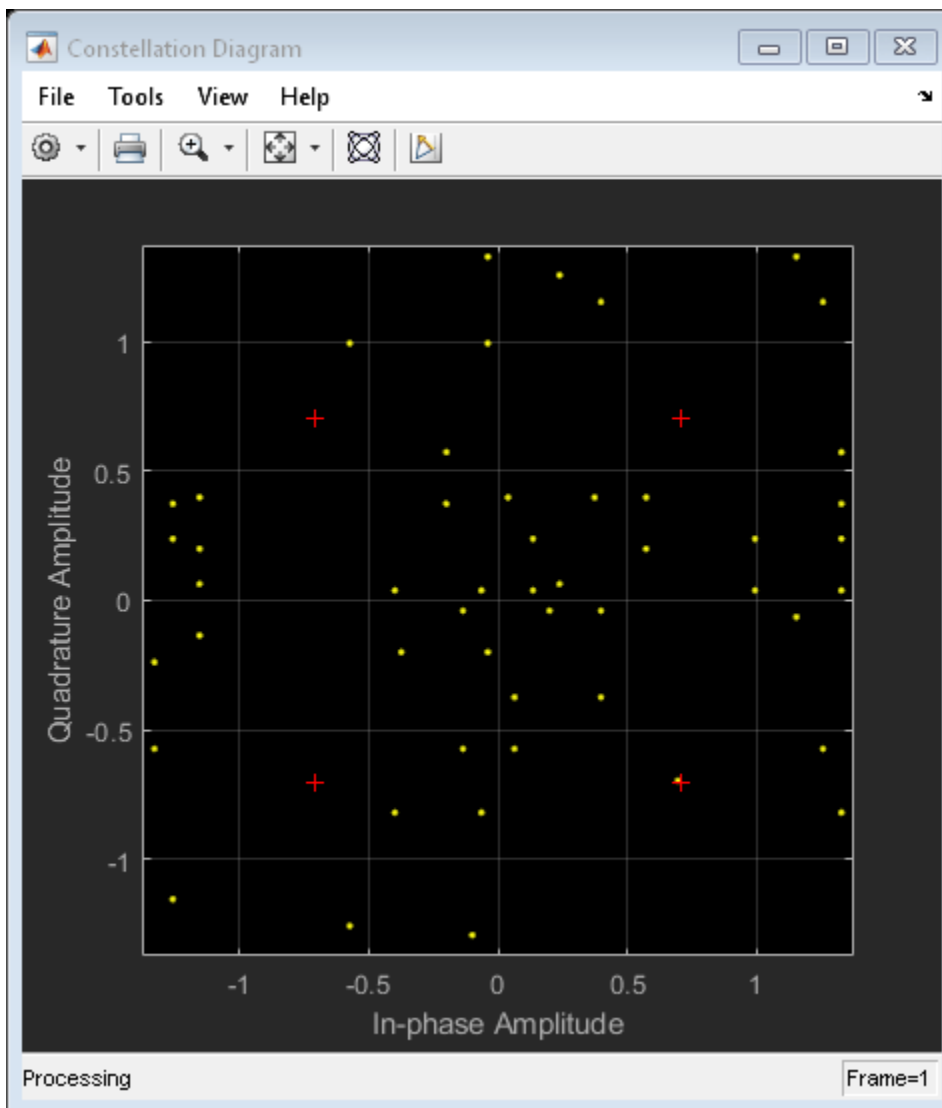 Constellation Diagram
File Tools View Help
1
0.5
0
-0.5
-1
Quadrature Amplitude
-1 -0.5 0 0.5 1
In-phase Amplitude
Processing Frame=1